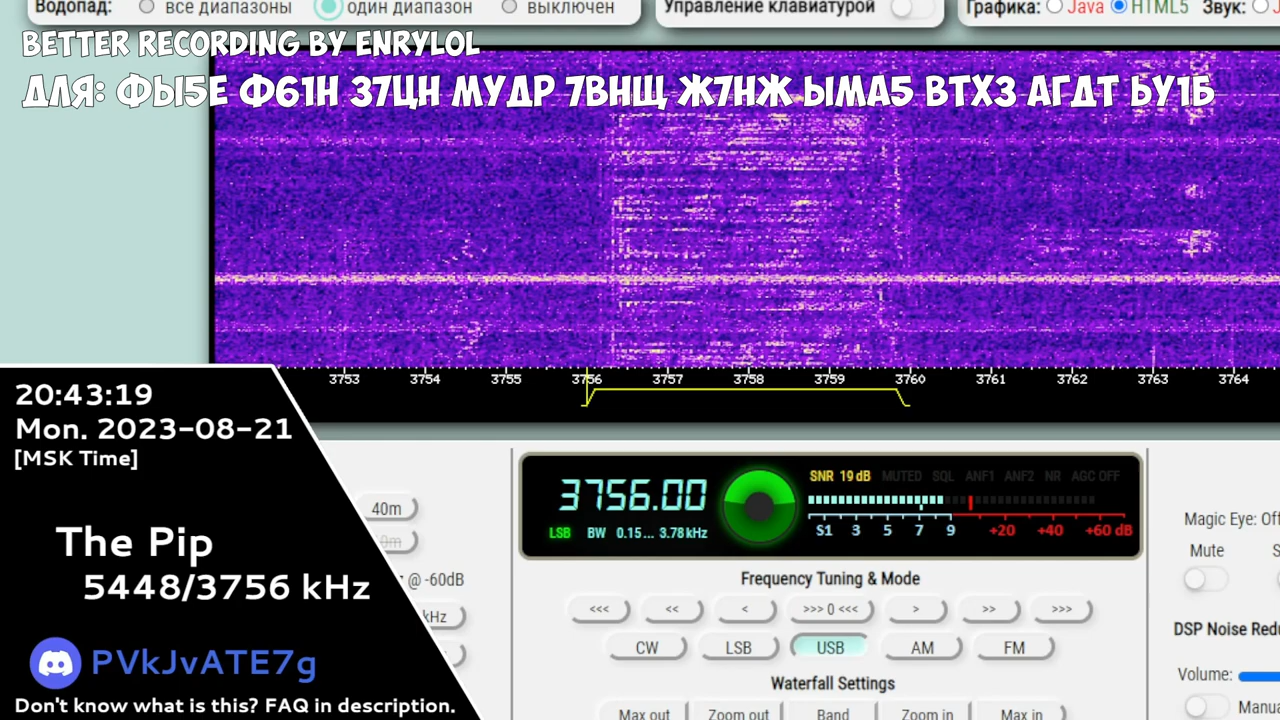 Водопад: все диапазоны один диапазон выключен Управление клавиатурой Графика: Java HTML5 Звук:
BETTER RECORDING BY ENRYLOL
ДЛЯ: ФЫ5Е Ф61Н 37ЦН МУДР 7ВНЩ Ж7НЖ ЫМА5 ВТХ3 АГДТ ЬУ1Б
3753 3754 3755 3756 3757 3758 3759 3760 3761 3762 3763 3764
20:43:19
Mon. 2023-08-21
[MSK Time]
The Pip
5448/3756 kHz
PVkJvATE7g
Don't know what is this? FAQ in description.
40m
@ -60dB
kHz
3756.00
LSB BW 0.15... 3.78 kHz
SNR 19 dB MUTED SQL ANF1 ANF2 NR AGC OFF
S1 3 5 7 9 +20 +40 +60 dB
Frequency Tuning & Mode
<<< << < >>> 0 <<< > >> >>>
CW LSB USB AM FM
Waterfall Settings
Max out Zoom out Band Zoom in Max in
Magic Eye: Off
Mute
DSP Noise
Volume: